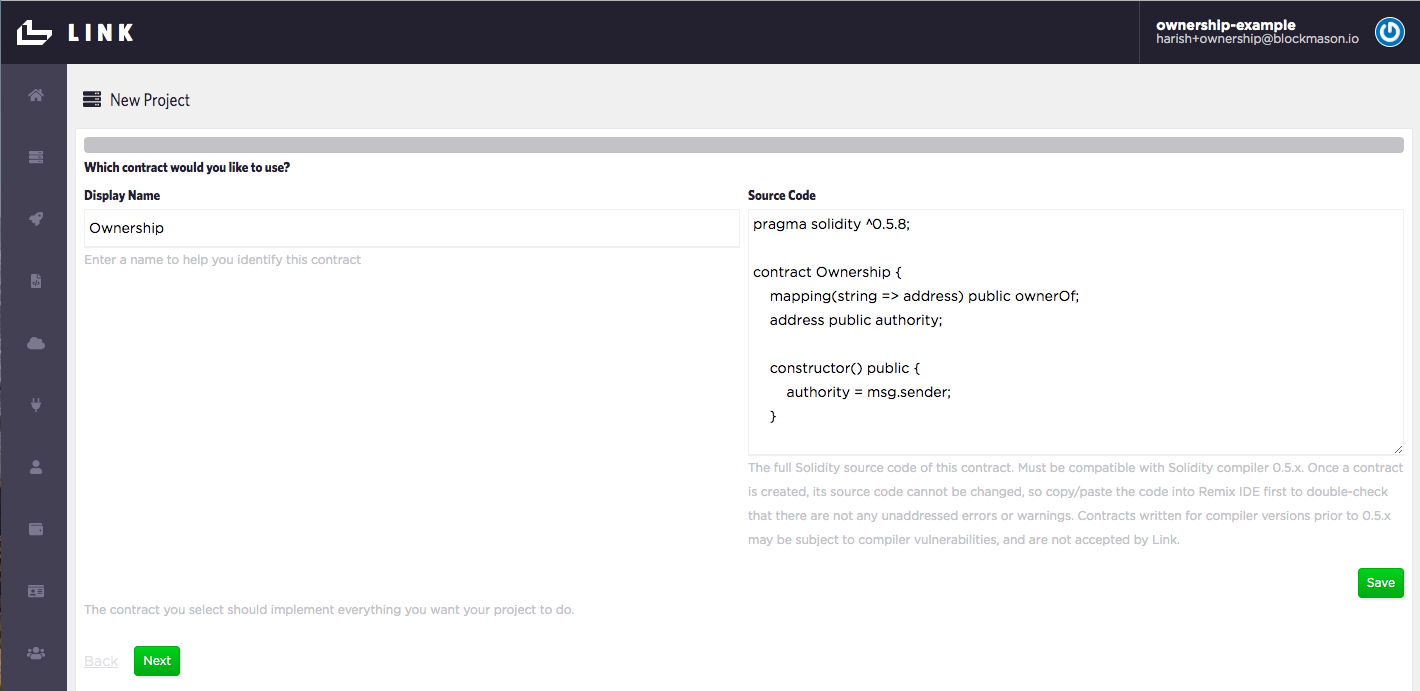 LINK
ownership-example
harish+ownership@blockmason.io
New Project
Which contract would you like to use?
Display Name
Ownership
Enter a name to help you identify this contract
Source Code
pragma solidity ^0.5.8;
contract Ownership {
mapping(string => address) public ownerOf;
address public authority;
constructor() public {
authority = msg.sender;
}
The full Solidity source code of this contract. Must be compatible with Solidity compiler 0.5.x. Once a contract
is created, its source code cannot be changed, so copy/paste the code into Remix IDE first to double-check
that there are not any unaddressed errors or warnings. Contracts written for compiler versions prior to 0.5.x
may be subject to compiler vulnerabilities, and are not accepted by Link.
Save
The contract you select should implement everything you want your project to do.
Back
Next